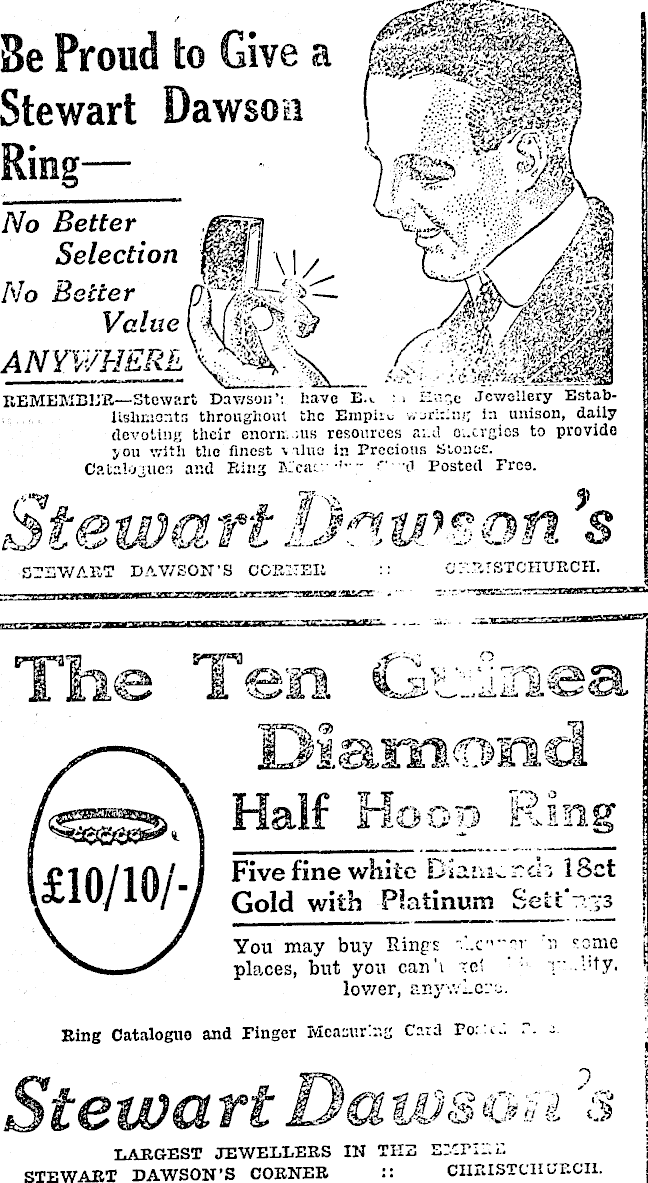 Be Proud to Give a
Stewart Dawson
Ring—
No Better
Selection
No Better
Value
ANYWHERE
REMEMBER—Stewart Dawson's have Huge Jewellery Estab-
lishments throughout the Empire working in unison, daily
devoting their enormous resources and energies to provide
you with the finest value in Precious Stones.
Catalogues and Ring Measuring Card Posted Free.
Stewart Dawson's
STEWART DAWSON'S CORNER :: CHRISTCHURCH.
The Ten Guinea
Diamond
Half Hoop Ring
£10/10/-
Five fine white Diamonds 18ct
Gold with Platinum Settings
You may buy Rings cheaper in some
places, but you can't get quality,
lower, anywhere.
Ring Catalogue and Finger Measuring Card Posted Free.
Stewart Dawson's
LARGEST JEWELLERS IN THE EMPIRE
STEWART DAWSON'S CORNER :: CHRISTCHURCH.